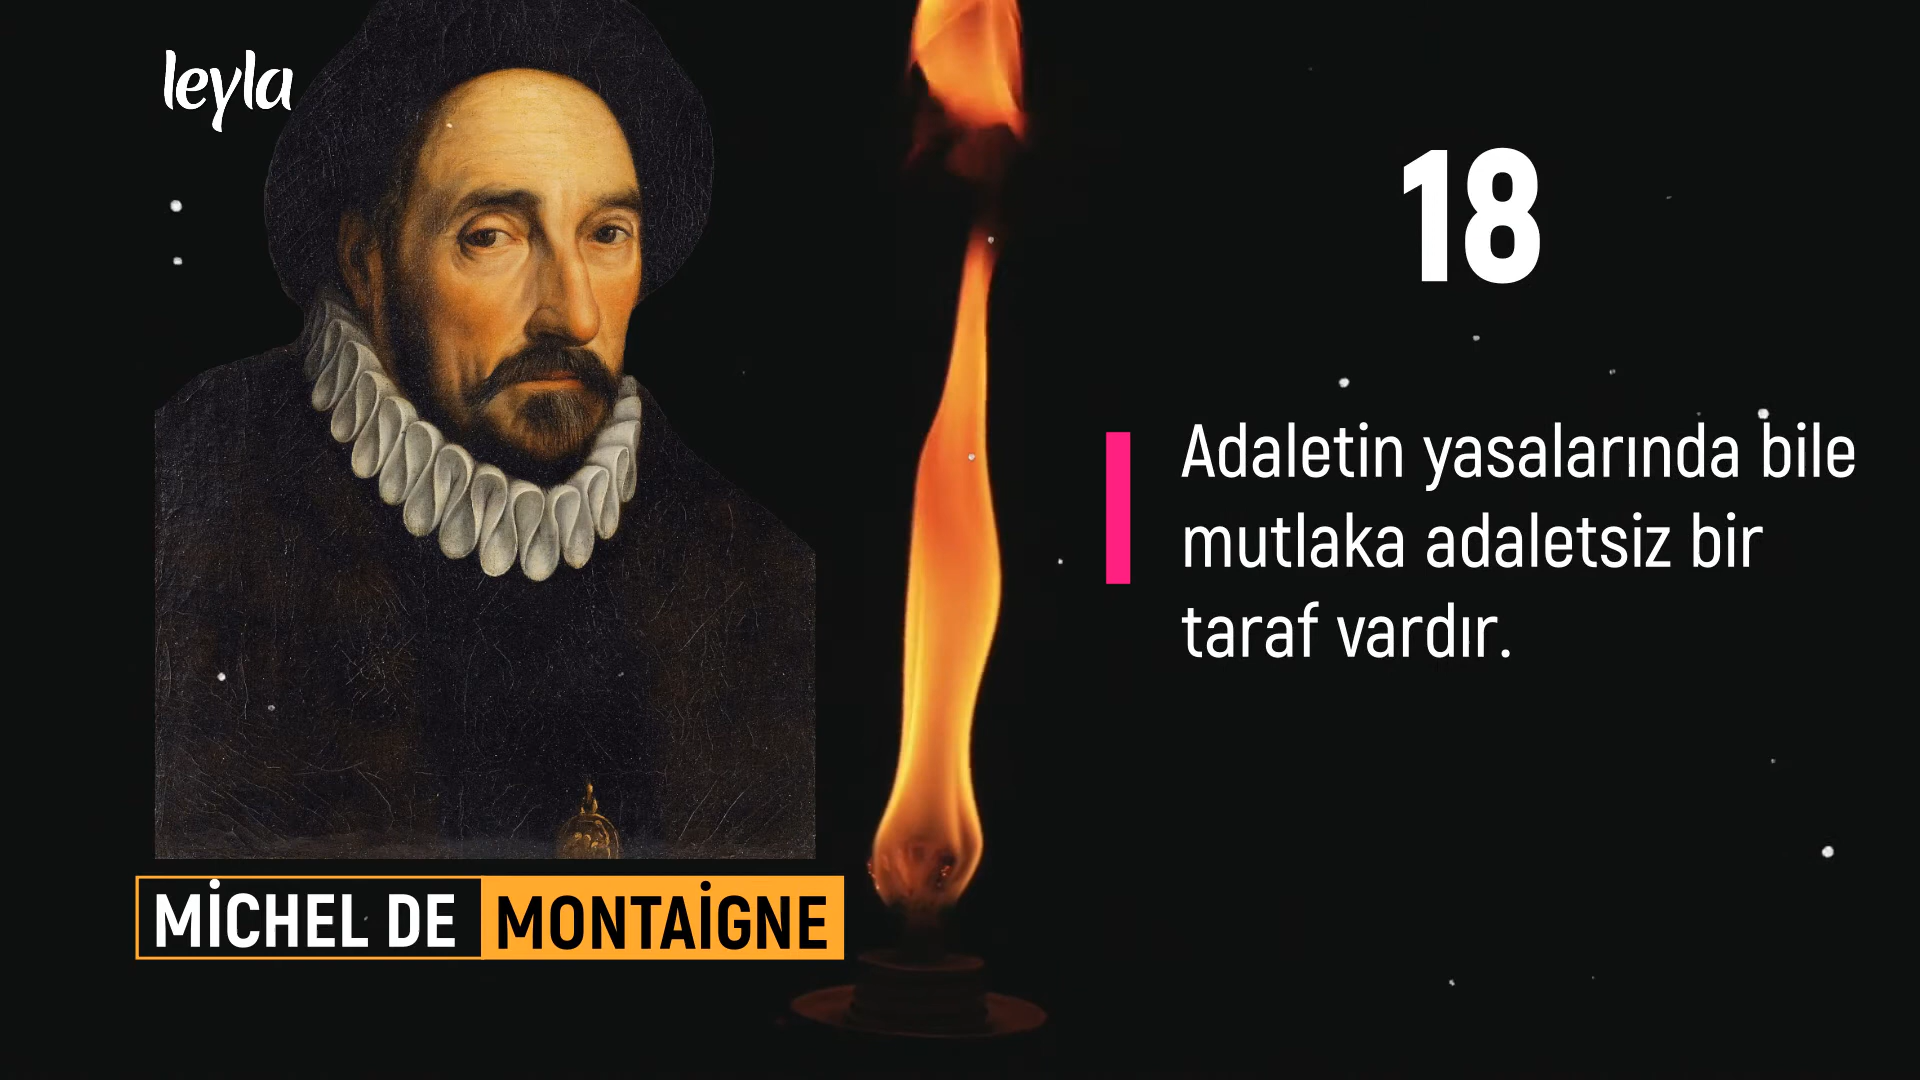 leyla
18
Adaletin yasalarında bile
mutlaka adaletsiz bir
taraf vardır.
MİCHEL DE MONTAİGNE